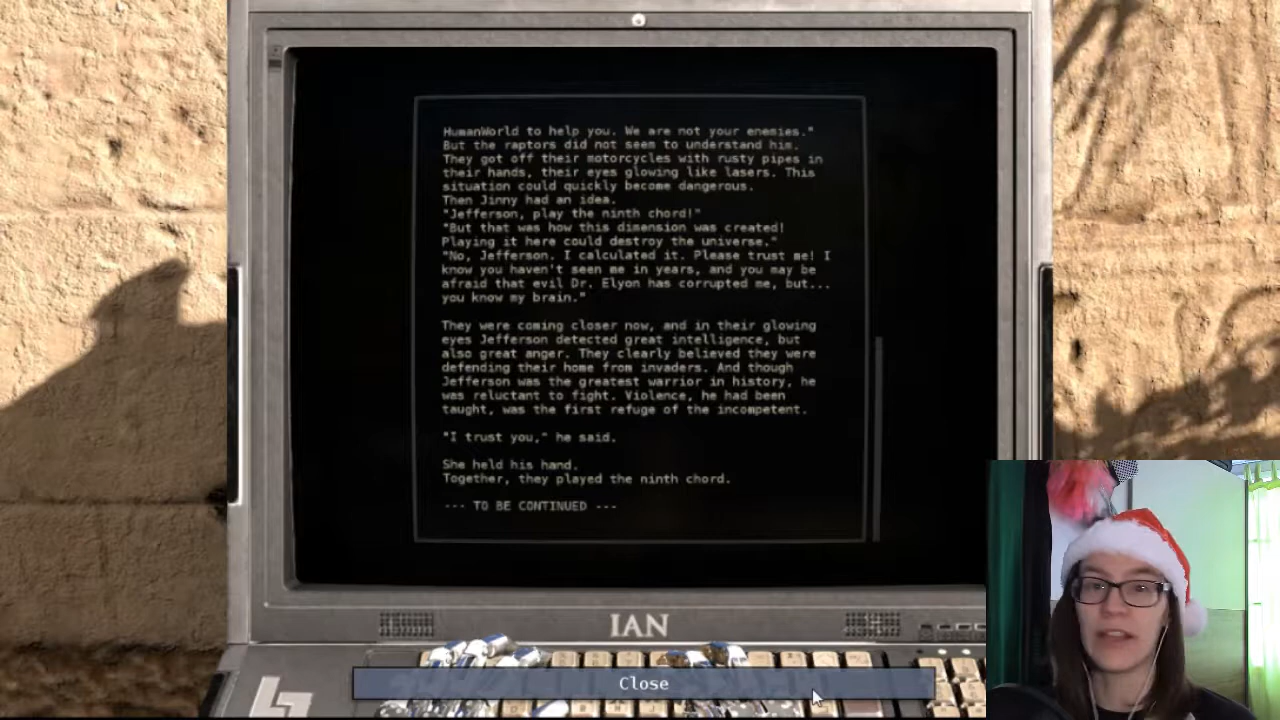 HumanWorld to help you. We are not your enemies."
But the raptors did not seem to understand him.
They got off their motorcycles with rusty pipes in
their hands, their eyes glowing like lasers. This
situation could quickly become dangerous.
Then Jinny had an idea.
"Jefferson, play the ninth chord!"
"But that was how this dimension was created!
Playing it here could destroy the universe."
"No, Jefferson. I calculated it. Please trust me! I
know you haven't seen me in years, and you may be
afraid that evil Dr. Elyon has corrupted me, but...
you know my brain."
They were coming closer now, and in their glowing
eyes Jefferson detected great intelligence, but
also great anger. They clearly believed they were
defending their home from invaders. And though
Jefferson was the greatest warrior in history, he
was reluctant to fight. Violence, he had been
taught, was the first refuge of the incompetent.
"I trust you," he said.
She held his hand.
Together, they played the ninth chord.
--- TO BE CONTINUED ---
IAN
Close